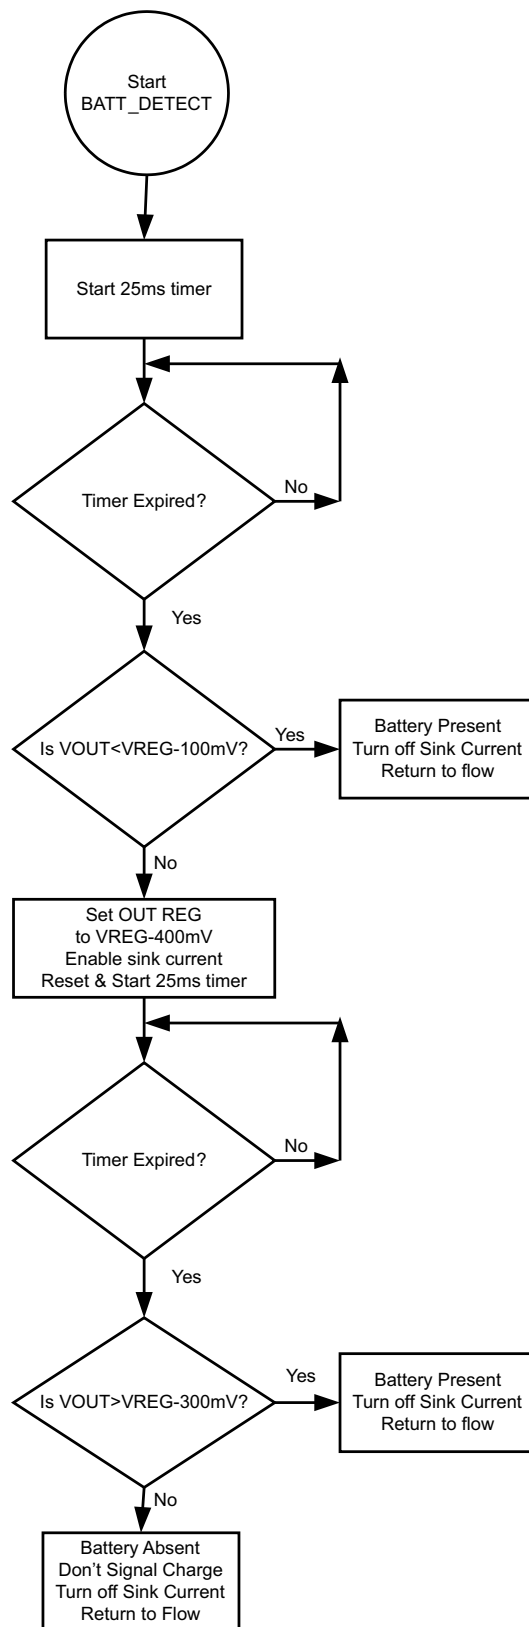 Start
BATT_DETECT
Start 25ms timer
Timer Expired?
No
Yes
Is VOUT<VREG-100mV?
Yes
Battery Present
Turn off Sink Current
Return to flow
No
Set OUT REG
to VREG-400mV
Enable sink current
Reset & Start 25ms timer
Timer Expired?
No
Yes
Is VOUT>VREG-300mV?
Yes
Battery Present
Turn off Sink Current
Return to flow
No
Battery Absent
Don’t Signal Charge
Turn off Sink Current
Return to Flow